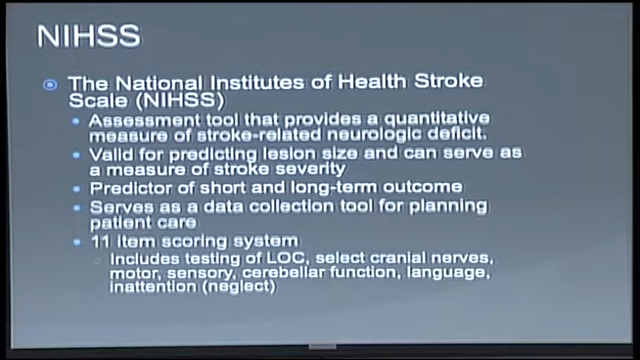 NIHSS
The National Institutes of Health Stroke
Scale (NIHSS)
Assessment tool that provides a quantitative
measure of stroke-related neurologic deficit.
Valid for predicting lesion size and can serve as
a measure of stroke severity
Predictor of short and long-term outcome
Serves as a data collection tool for planning
patient care
11 item scoring system
Includes testing of LOC, select cranial nerves,
motor, sensory, cerebellar function, language,
inattention (neglect)